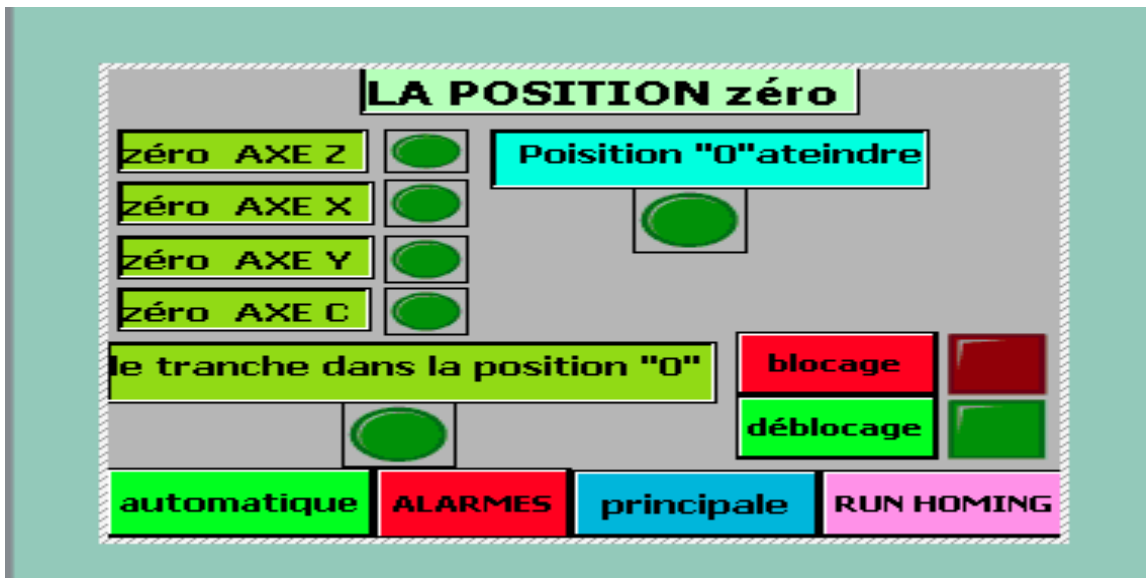 LA POSITION zéro
zéro AXE Z
Poisition "0"ateindre
zéro AXE X
zéro AXE Y
zéro AXE C
le tranche dans la position "0"
blocage
déblocage
automatique
ALARMES
principale
RUN HOMING